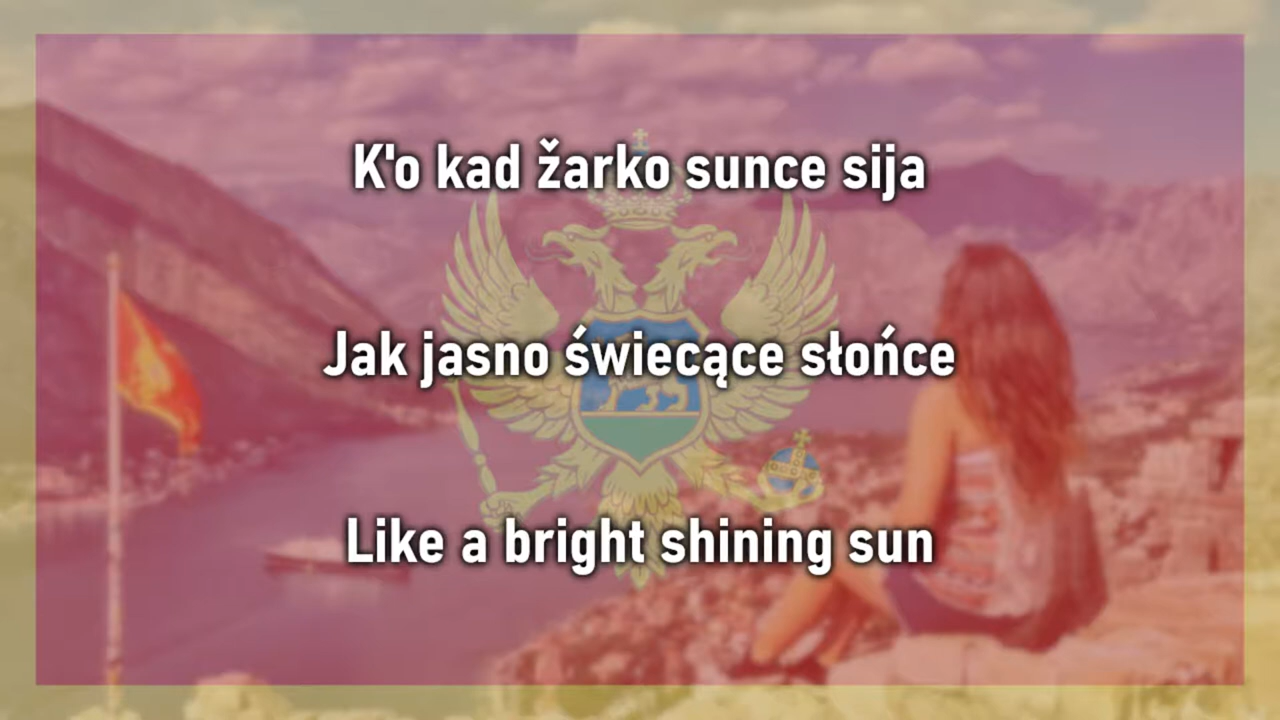 K'o kad žarko sunce sija
Jak jasno świecące słońce
Like a bright shining sun